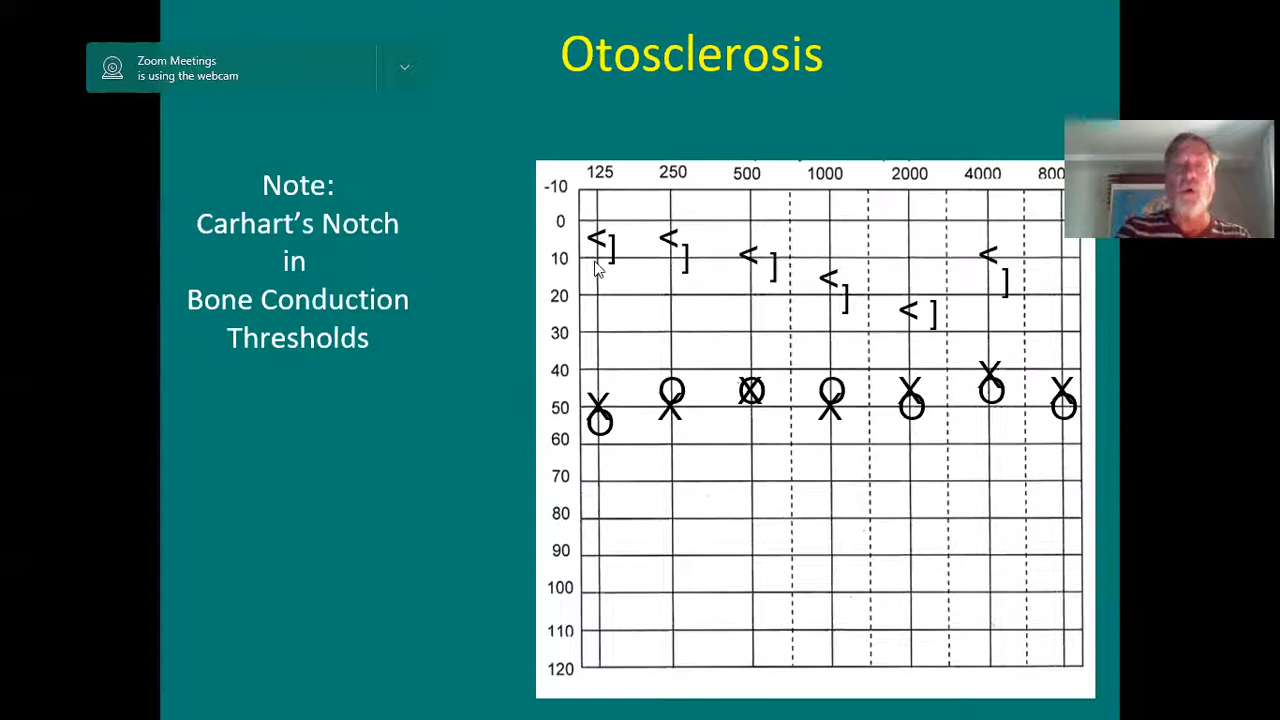 Otosclerosis
Zoom Meetings
is using the webcam
Note:
Carhart’s Notch
in
Bone Conduction
Thresholds
125 250 500 1000 2000 4000 800
-10
0
< ] < ] < ] < ]
10
< ]
20
< ]
30
40
X O O X O X O X O X O
50
X O X
60
70
80
90
100
110
120